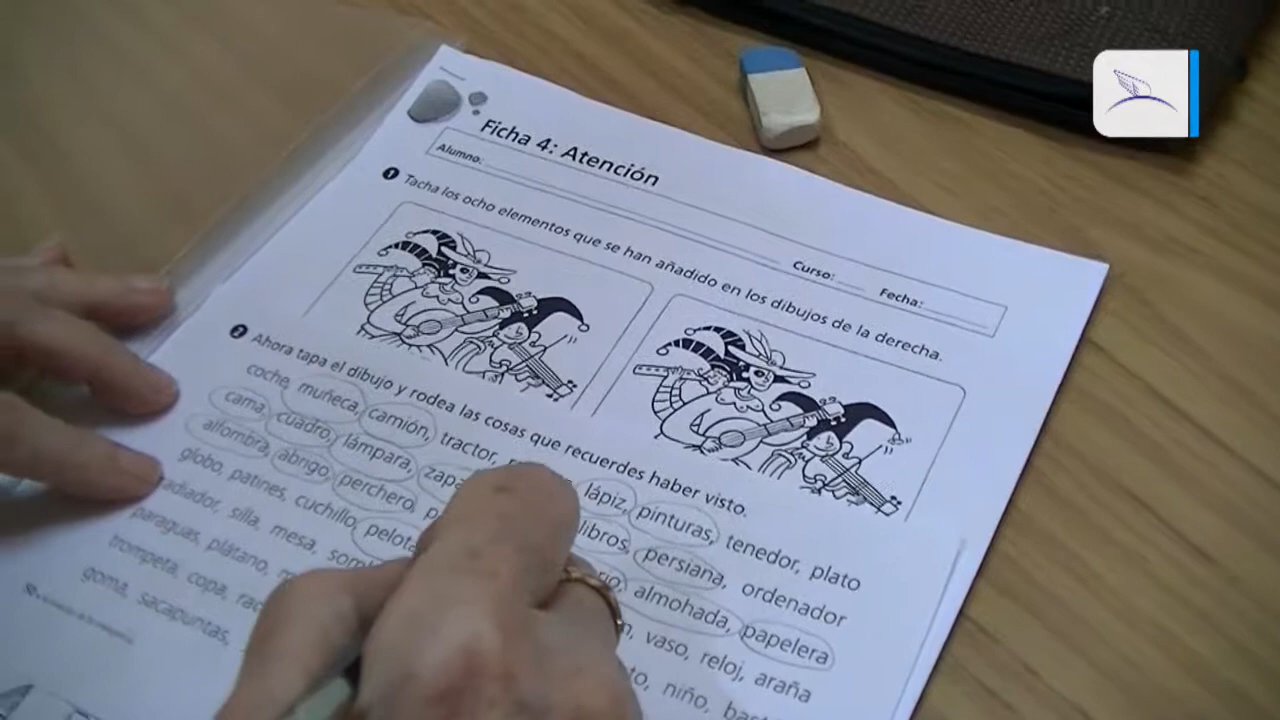 Ficha 4: Atención
Alumno: Curso: Fecha:
1 Tacha los ocho elementos que se han añadido en los dibujos de la derecha.
2 Ahora tapa el dibujo y rodea las cosas que recuerdes haber visto.
coche, muñeca, camión, tractor, lápiz, pinturas, tenedor, plato
cama, cuadro, lámpara, libros, persiana, ordenador
alfombra, abrigo, perchero, almohada, papelera
globo, patines, cuchillo, pelota vaso, reloj, araña
silla, mesa, niño,
paraguas, plátano,
trompeta, copa,
goma, sacapuntas,